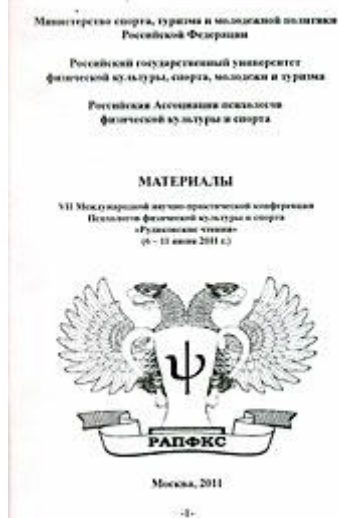 Министерство спорта, туризма и молодежной политики
Российской Федерации
Российский государственный университет
физической культуры, спорта, молодежи и туризма
Российская Ассоциация психологов
физической культуры и спорта
МАТЕРИАЛЫ
VII Международной научно-практической конференции
Психологов физической культуры и спорта
«Рудиковские чтения»
(6 – 11 июня 2011 г.)
Ψ
РАПФКС
Москва, 2011
-1-